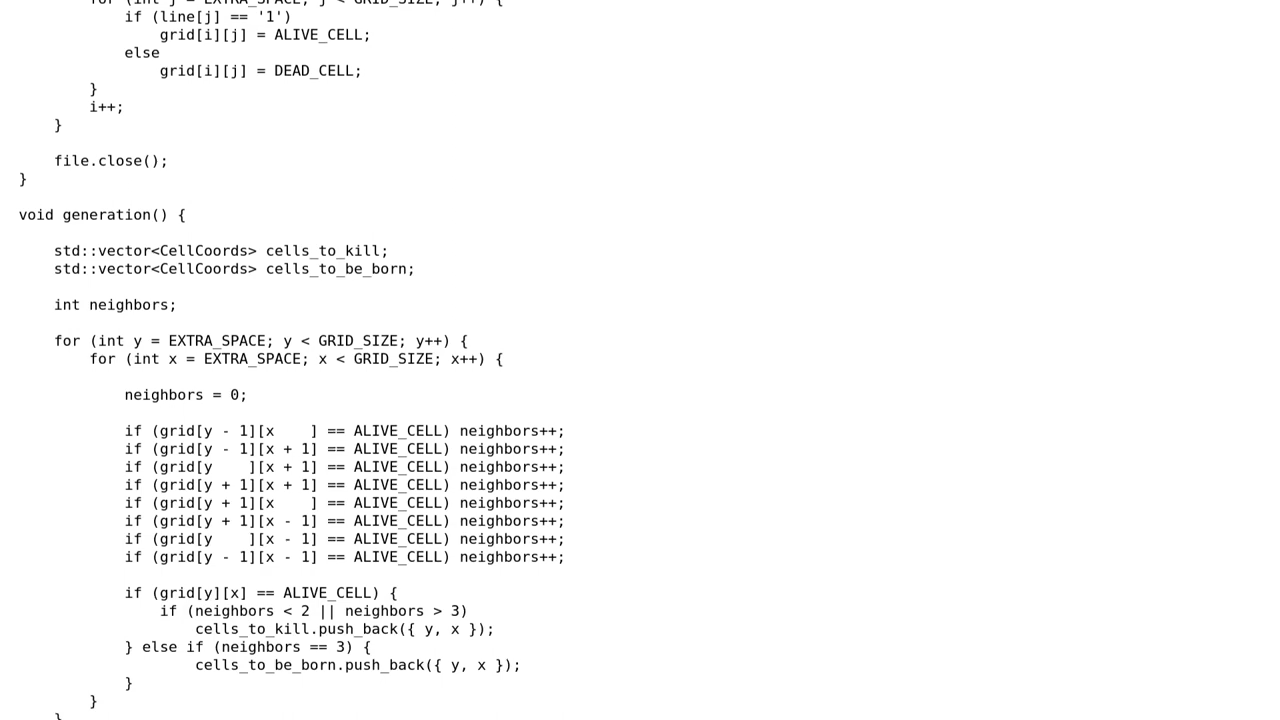 for (int j = EXTRA_SPACE; j < GRID_SIZE; j++) {
            if (line[j] == '1')
                grid[i][j] = ALIVE_CELL;
            else
                grid[i][j] = DEAD_CELL;
        }
        i++;
    }

    file.close();
}

void generation() {

    std::vector<CellCoords> cells_to_kill;
    std::vector<CellCoords> cells_to_be_born;

    int neighbors;

    for (int y = EXTRA_SPACE; y < GRID_SIZE; y++) {
        for (int x = EXTRA_SPACE; x < GRID_SIZE; x++) {

            neighbors = 0;

            if (grid[y - 1][x    ] == ALIVE_CELL) neighbors++;
            if (grid[y - 1][x + 1] == ALIVE_CELL) neighbors++;
            if (grid[y    ][x + 1] == ALIVE_CELL) neighbors++;
            if (grid[y + 1][x + 1] == ALIVE_CELL) neighbors++;
            if (grid[y + 1][x    ] == ALIVE_CELL) neighbors++;
            if (grid[y + 1][x - 1] == ALIVE_CELL) neighbors++;
            if (grid[y    ][x - 1] == ALIVE_CELL) neighbors++;
            if (grid[y - 1][x - 1] == ALIVE_CELL) neighbors++;

            if (grid[y][x] == ALIVE_CELL) {
                if (neighbors < 2 || neighbors > 3)
                    cells_to_kill.push_back({ y, x });
            } else if (neighbors == 3) {
                    cells_to_be_born.push_back({ y, x });
            }
        }
    }